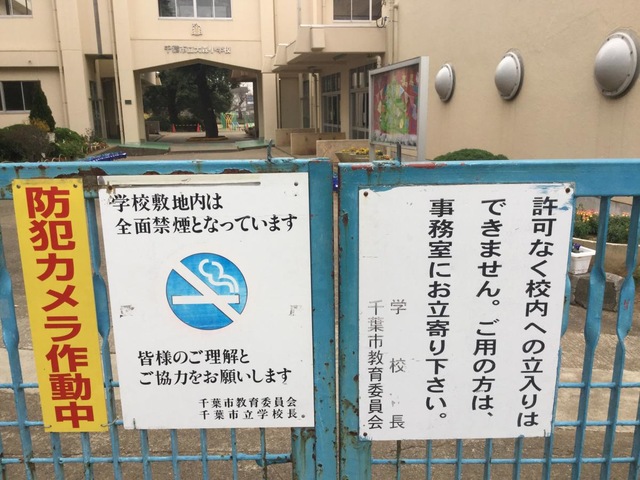 防犯カメラ作動中
学校敷地内は
全面禁煙となっています
皆様のご理解と
ご協力をお願いします
千葉市教育委員会
千葉市立学校長
許可なく校内への立入りは
できません。ご用の方は、
事務室にお立寄り下さい。
学校長
千葉市教育委員会